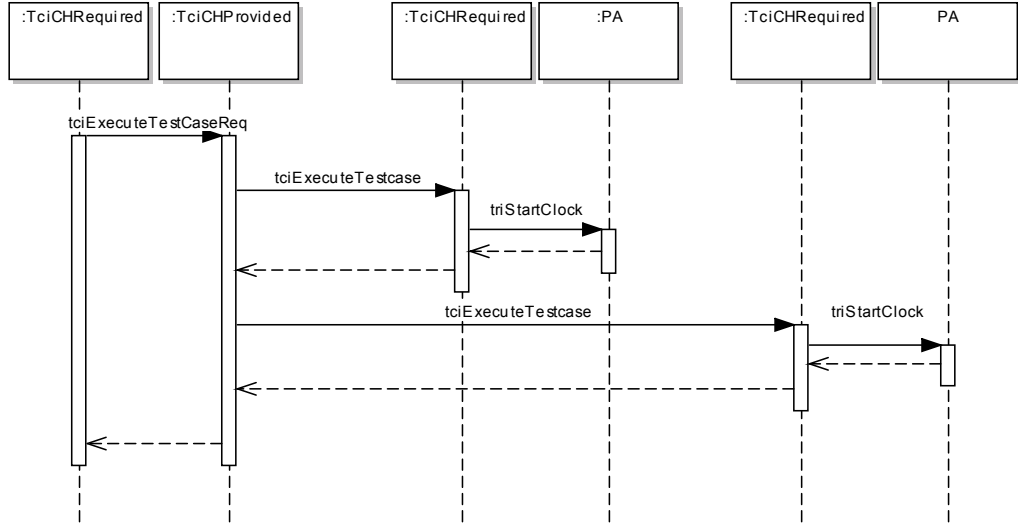 :TciCHRequired
:TciCHProvided
:TciCHRequired
:PA
:TciCHRequired
PA
tciExecuteTestCaseReq
tciExecuteTestcase
triStartClock
tciExecuteTestcase
triStartClock